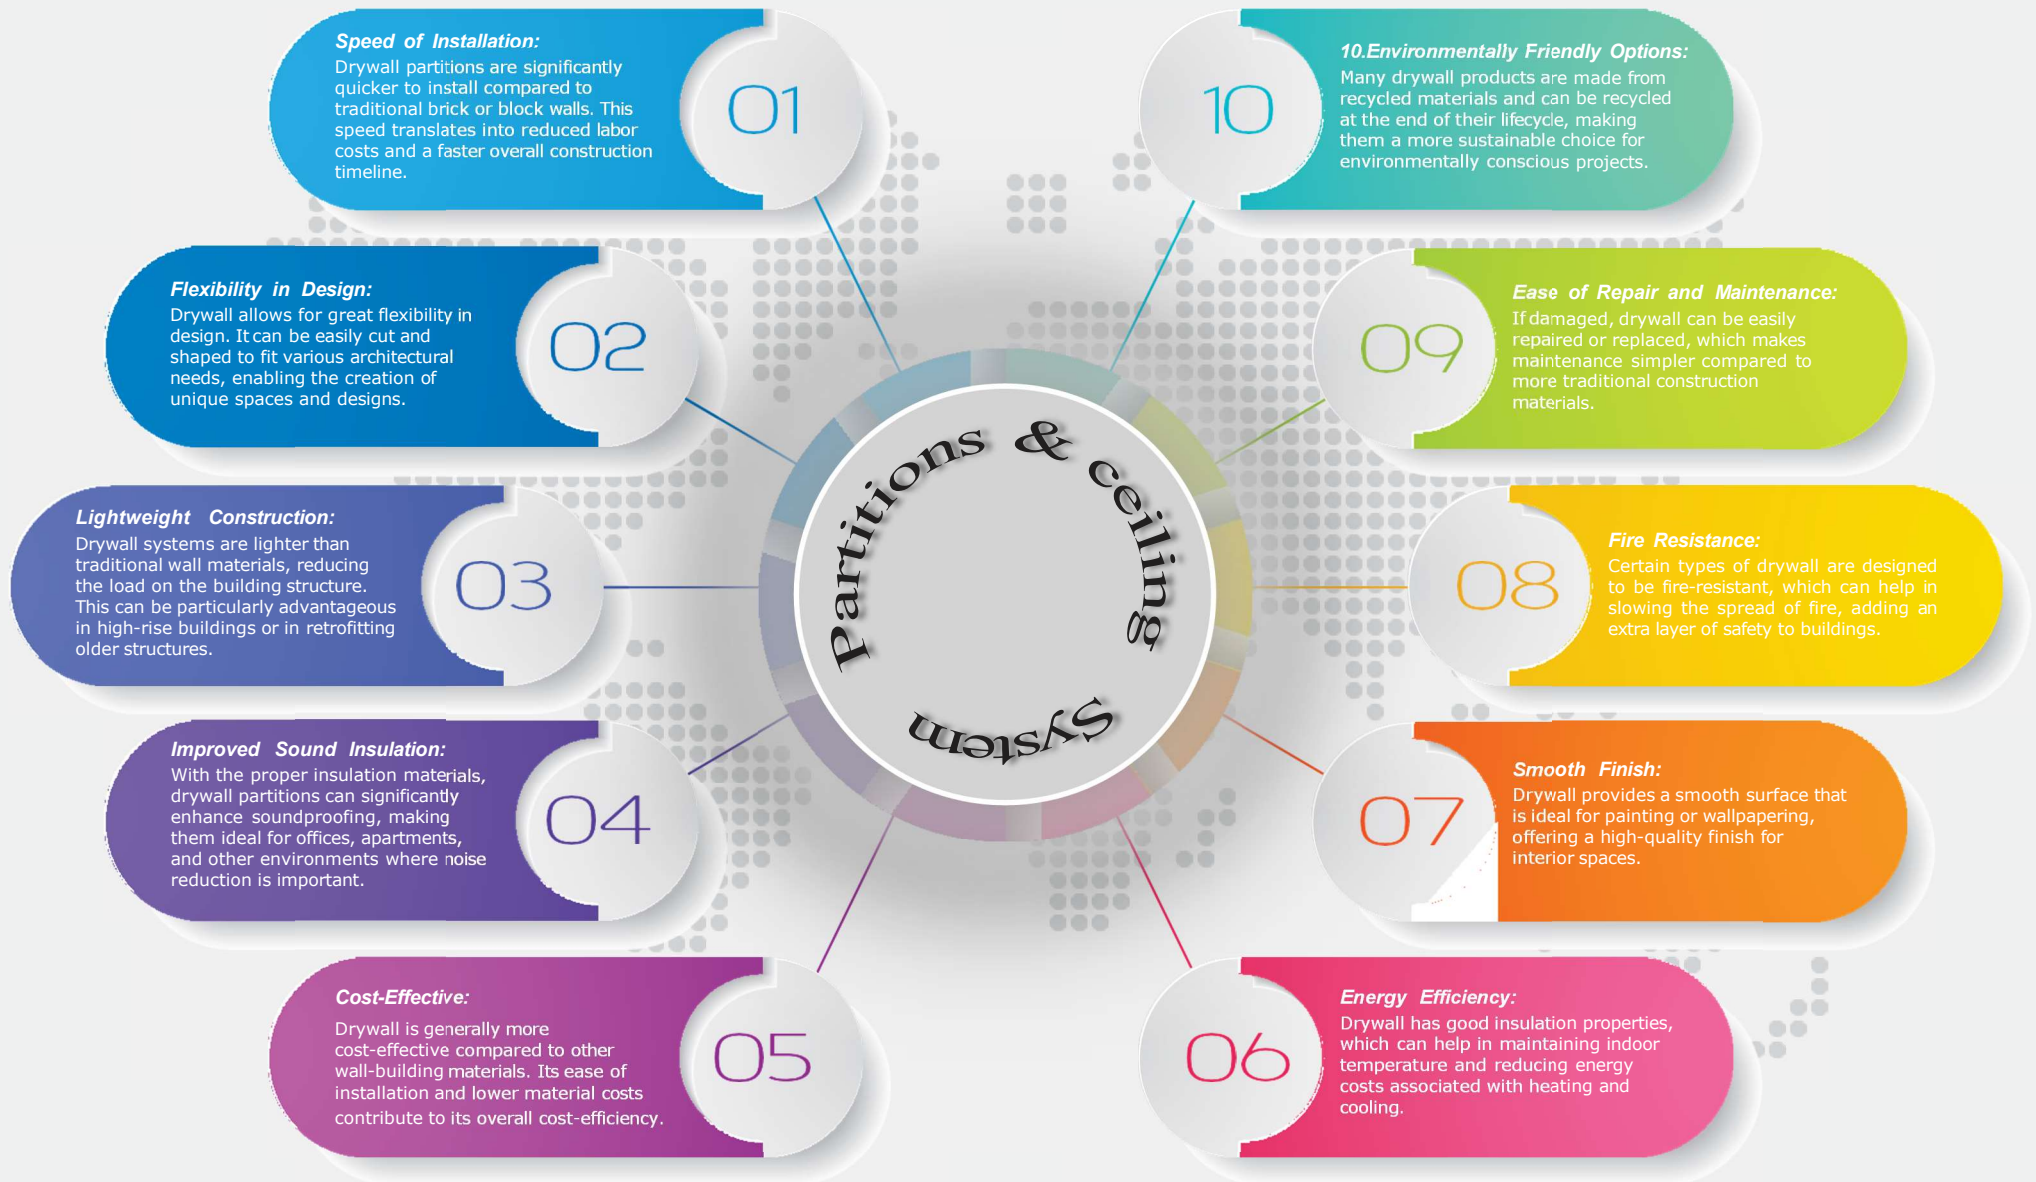 Speed of Installation:
Drywall partitions are significantly
quicker to install compared to
traditional brick or block walls. This
speed translates into reduced labor
costs and a faster overall construction
timeline.
01
Flexibility in Design:
Drywall allows for great flexibility in
design. It can be easily cut and
shaped to fit various architectural
needs, enabling the creation of
unique spaces and designs.
02
Lightweight Construction:
Drywall systems are lighter than
traditional wall materials, reducing
the load on the building structure.
This can be particularly advantageous
in high-rise buildings or in retrofitting
older structures.
03
Improved Sound Insulation:
With the proper insulation materials,
drywall partitions can significantly
enhance soundproofing, making
them ideal for offices, apartments,
and other environments where noise
reduction is important.
04
Cost-Effective:
Drywall is generally more
cost-effective compared to other
wall-building materials. Its ease of
installation and lower material costs
contribute to its overall cost-efficiency.
05
Partitions & ceiling
System
06
Energy Efficiency:
Drywall has good insulation properties,
which can help in maintaining indoor
temperature and reducing energy
costs associated with heating and
cooling.
07
Smooth Finish:
Drywall provides a smooth surface that
is ideal for painting or wallpapering,
offering a high-quality finish for
interior spaces.
08
Fire Resistance:
Certain types of drywall are designed
to be fire-resistant, which can help in
slowing the spread of fire, adding an
extra layer of safety to buildings.
09
Ease of Repair and Maintenance:
If damaged, drywall can be easily
repaired or replaced, which makes
maintenance simpler compared to
more traditional construction
materials.
10
10.Environmentally Friendly Options:
Many drywall products are made from
recycled materials and can be recycled
at the end of their lifecycle, making
them a more sustainable choice for
environmentally conscious projects.